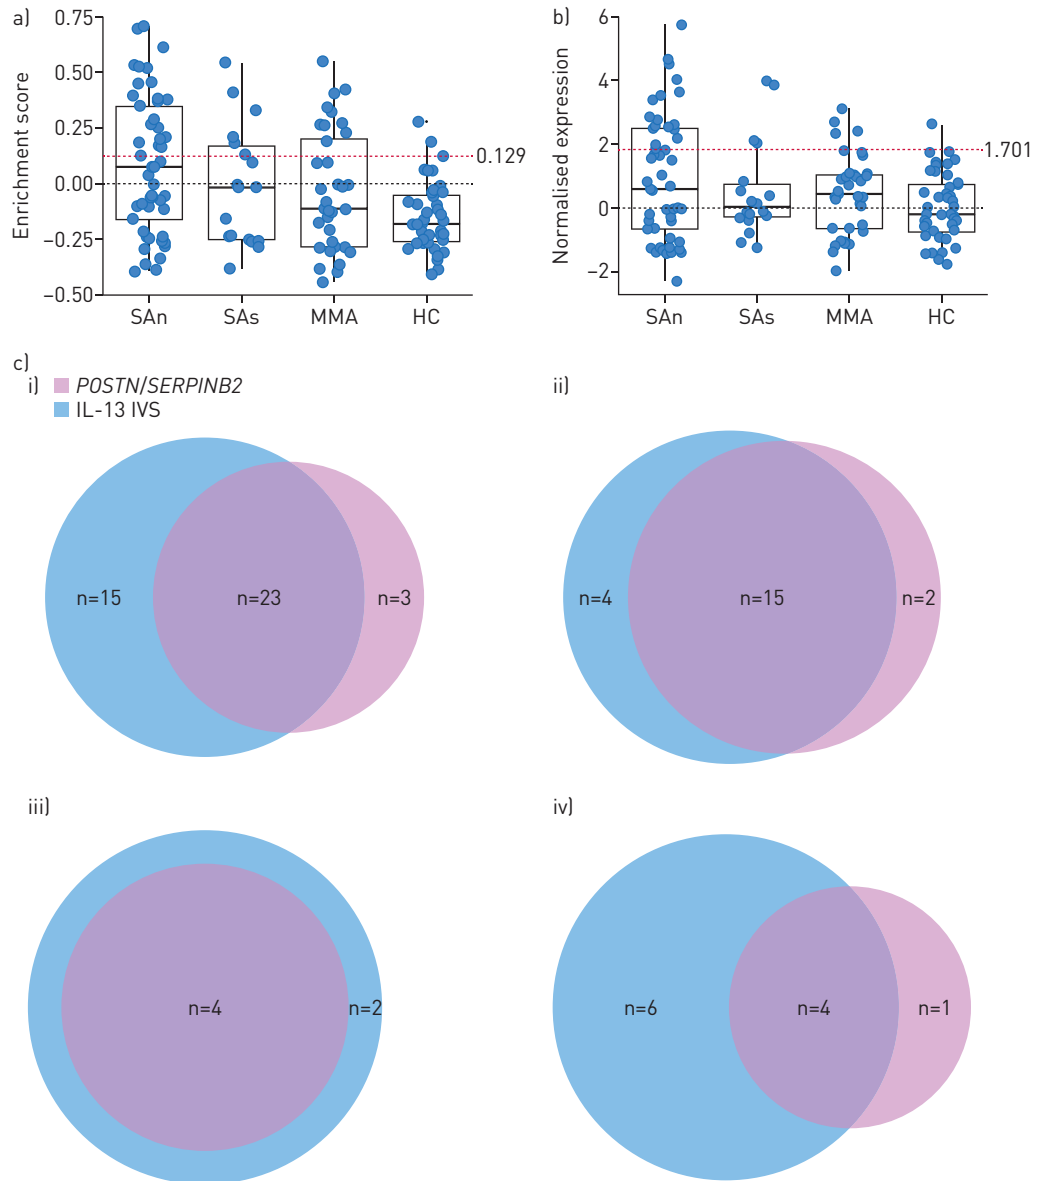 a)
Enrichment score
0.75
0.50
0.25
0.00
−0.25
−0.50
0.129
SAn SAs MMA HC
b)
Normalised expression
6
4
2
0
−2
1.701
SAn SAs MMA HC
c)
i)
POSTN/SERPINB2
IL-13 IVS
n=15 n=23 n=3
ii)
n=4 n=15 n=2
iii)
n=4 n=2
iv)
n=6 n=4 n=1